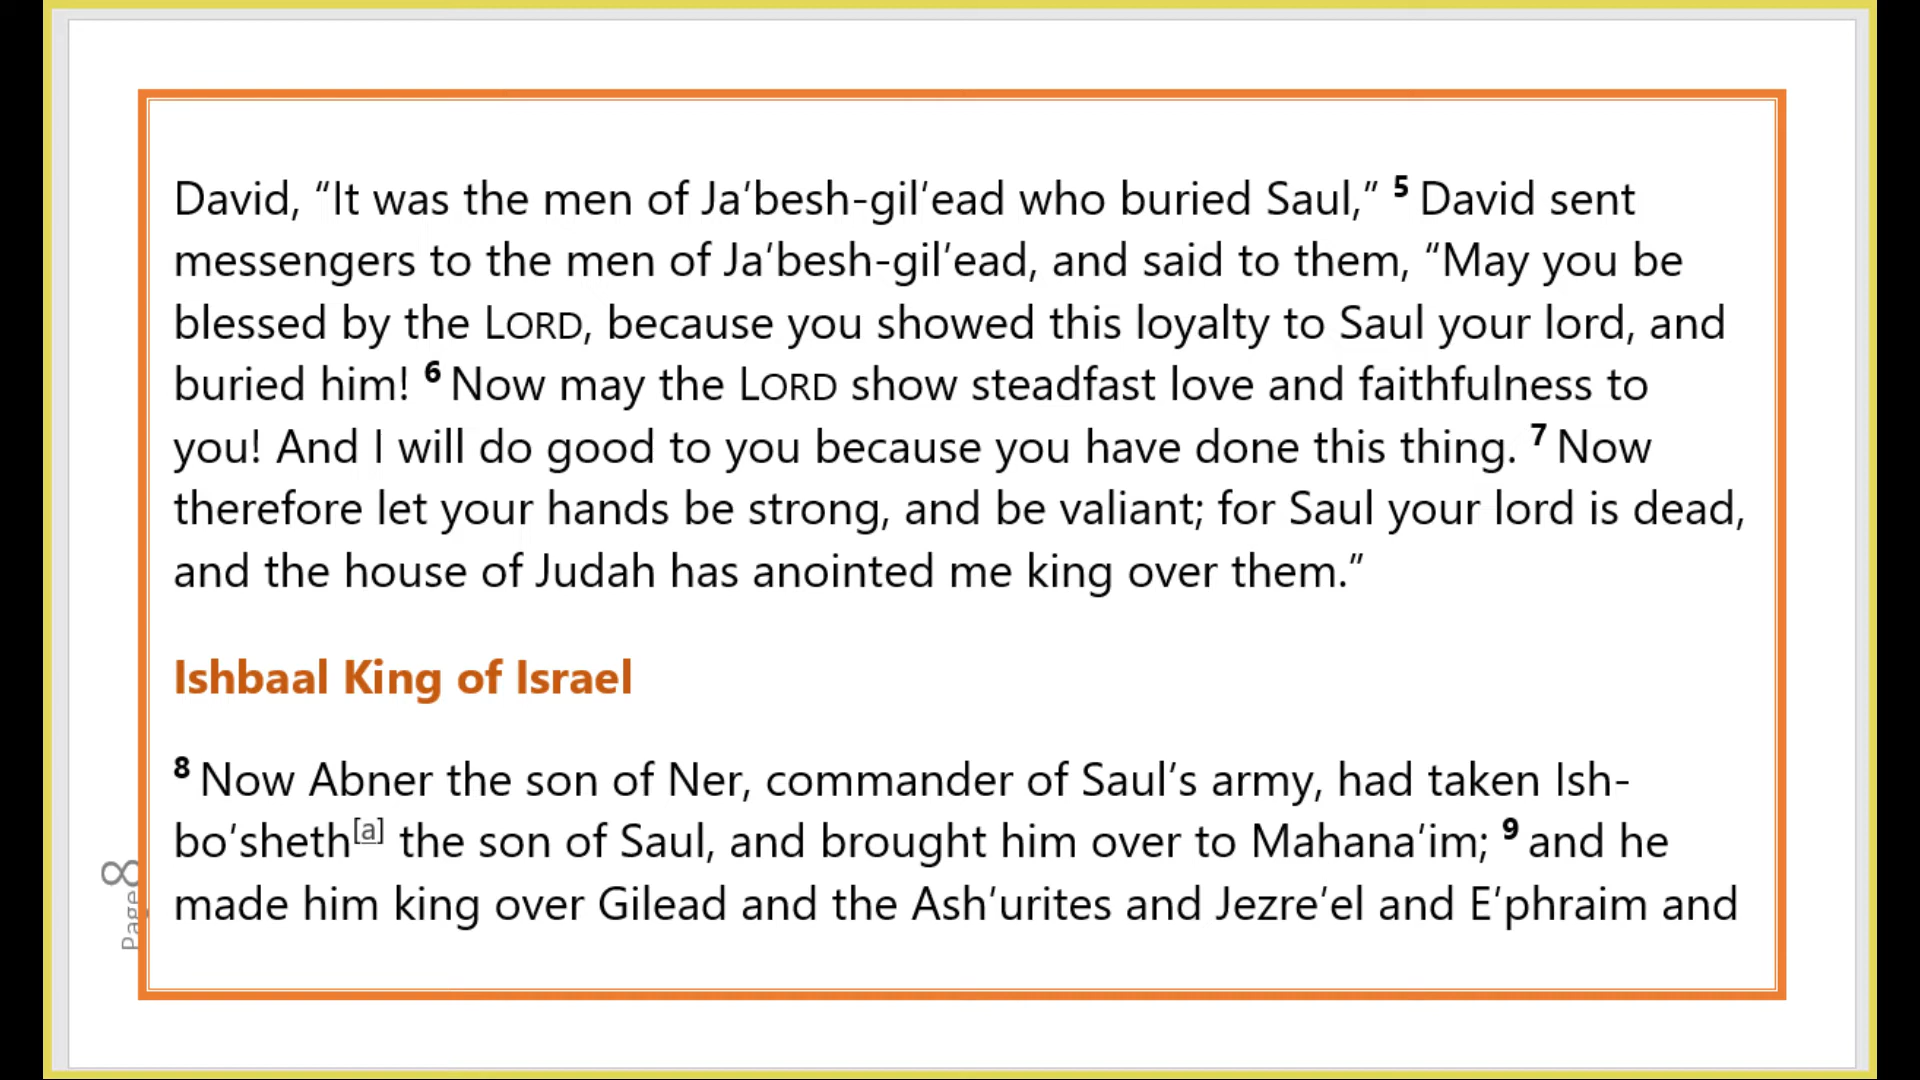 David, “It was the men of Ja′besh-gil′ead who buried Saul,” 5 David sent
messengers to the men of Ja′besh-gil′ead, and said to them, “May you be
blessed by the LORD, because you showed this loyalty to Saul your lord, and
buried him! 6 Now may the LORD show steadfast love and faithfulness to
you! And I will do good to you because you have done this thing. 7 Now
therefore let your hands be strong, and be valiant; for Saul your lord is dead,
and the house of Judah has anointed me king over them.”
Ishbaal King of Israel
8 Now Abner the son of Ner, commander of Saul’s army, had taken Ish-
bo′sheth[a] the son of Saul, and brought him over to Mahana′im; 9 and he
made him king over Gilead and the Ash′urites and Jezre′el and E′phraim and
Page 8